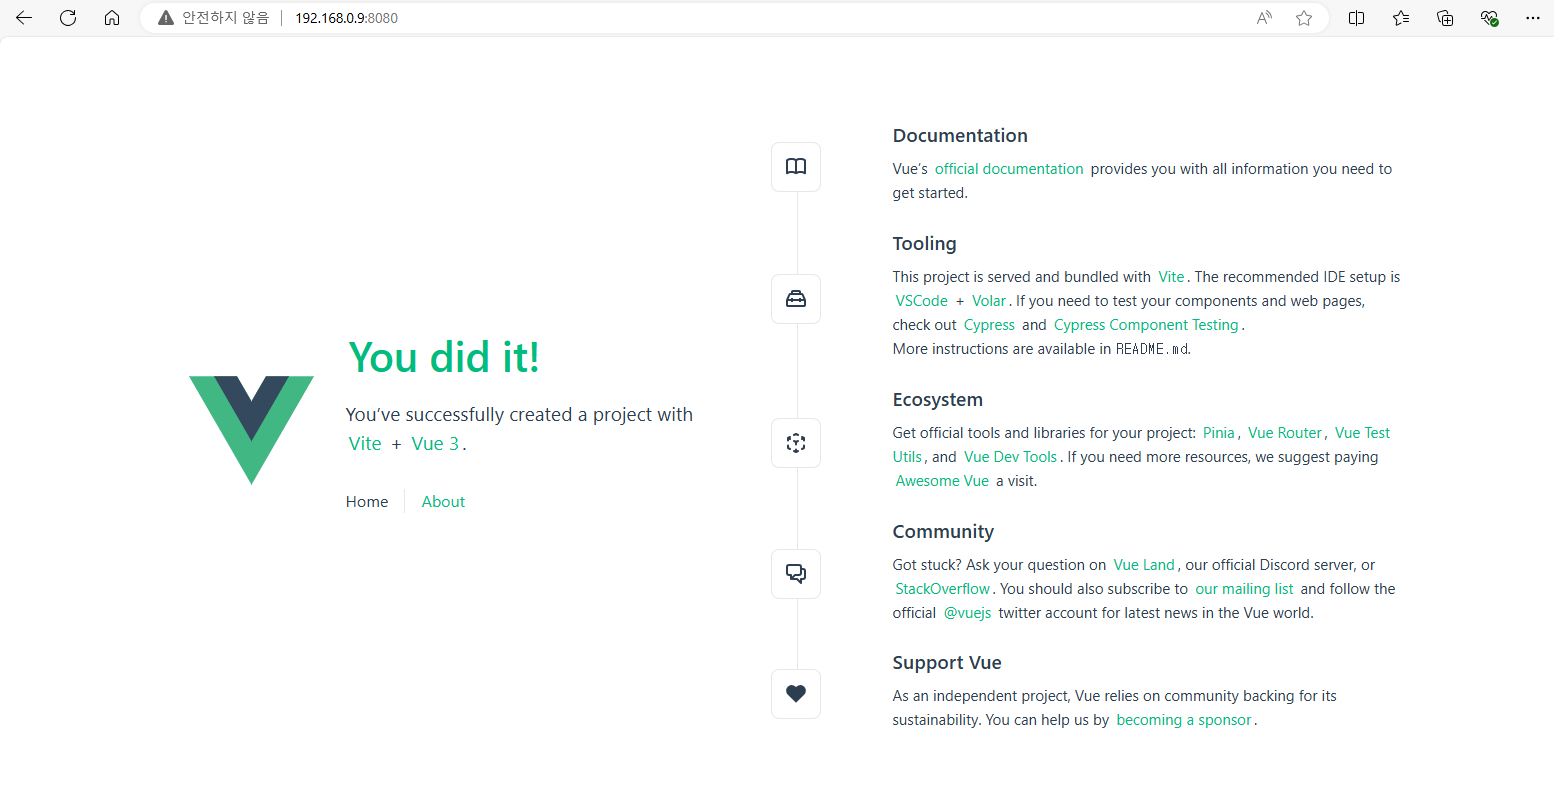 안전하지 않음 192.168.0.9:8080
You did it!
You’ve successfully created a project with
Vite + Vue 3.
Home About
Documentation
Vue’s official documentation provides you with all information you need to
get started.
Tooling
This project is served and bundled with Vite. The recommended IDE setup is
VSCode + Volar. If you need to test your components and web pages,
check out Cypress and Cypress Component Testing.
More instructions are available in README.md.
Ecosystem
Get official tools and libraries for your project: Pinia, Vue Router, Vue Test
Utils, and Vue Dev Tools. If you need more resources, we suggest paying
Awesome Vue a visit.
Community
Got stuck? Ask your question on Vue Land, our official Discord server, or
StackOverflow. You should also subscribe to our mailing list and follow the
official @vuejs twitter account for latest news in the Vue world.
Support Vue
As an independent project, Vue relies on community backing for its
sustainability. You can help us by becoming a sponsor.